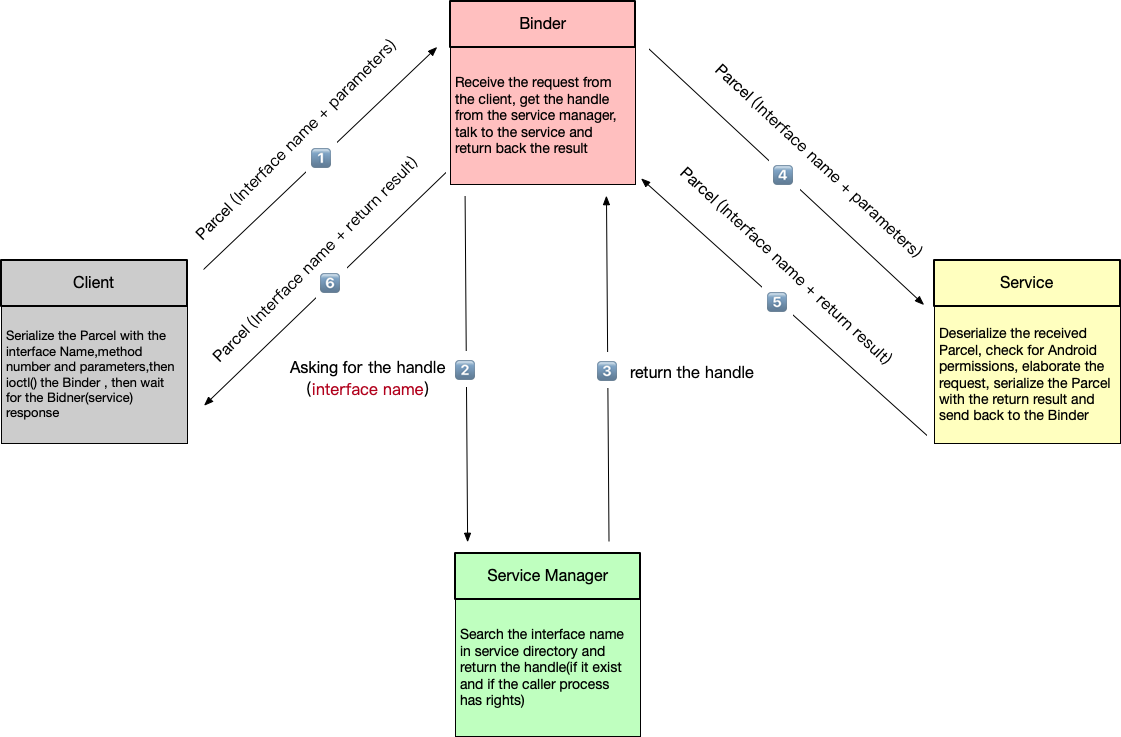 Binder
Receive the request from
the client, get the handle
from the service manager,
talk to the service and
return back the result
Parcel (Interface name + parameters)
1
Parcel (Interface name + return result)
6
Parcel (Interface name + parameters)
4
Parcel (Interface name + return result)
5
Client
Serialize the Parcel with the
interface Name,method
number and parameters,then
ioctl() the Binder , then wait
for the Bidner(service)
response
Service
Deserialize the received
Parcel, check for Android
permissions, elaborate the
request, serialize the Parcel
with the return result and
send back to the Binder
Asking for the handle
(interface name)
2
3
return the handle
Service Manager
Search the interface name
in service directory and
return the handle(if it exist
and if the caller process
has rights)